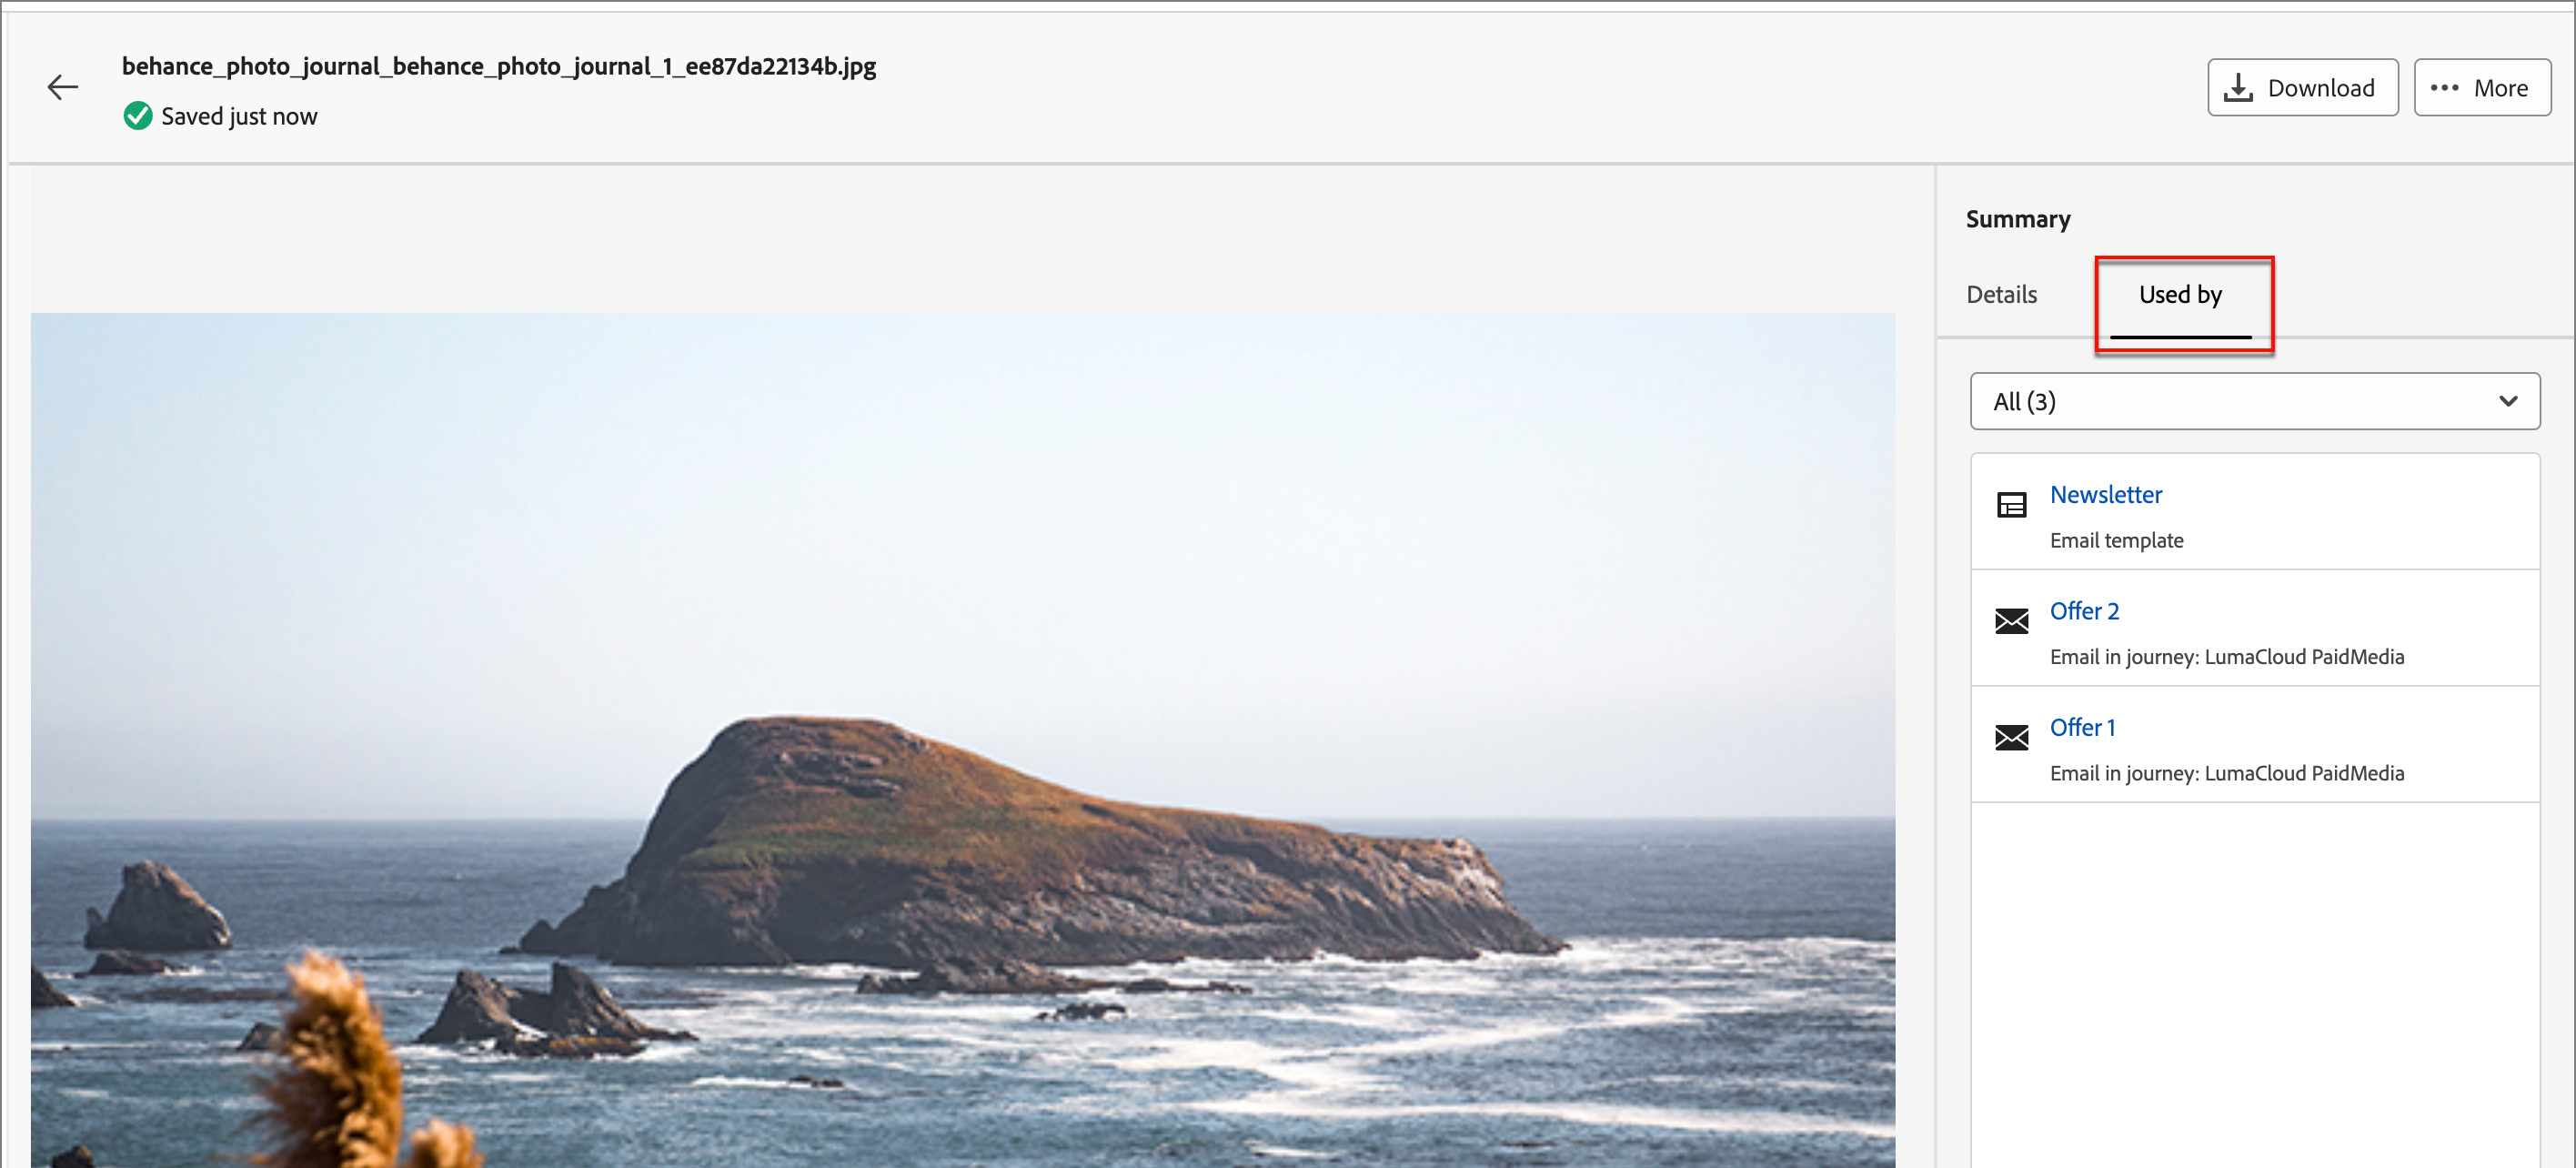 behance_photo_journal_behance_photo_journal_1_ee87da22134b.jpg
Saved just now
Download
More
Summary
Details
Used by
All (3)
Newsletter
Email template
Offer 2
Email in journey: LumaCloud PaidMedia
Offer 1
Email in journey: LumaCloud PaidMedia